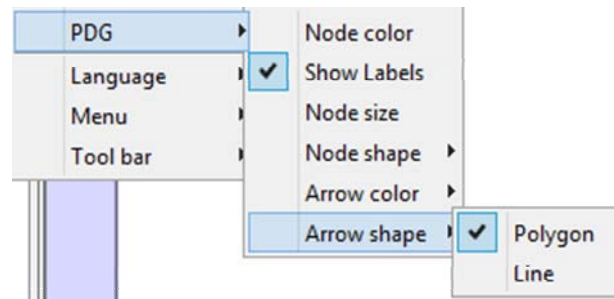 PDG
Language
Menu
Tool bar
Node color
Show Labels
Node size
Node shape
Arrow color
Arrow shape
Polygon
Line